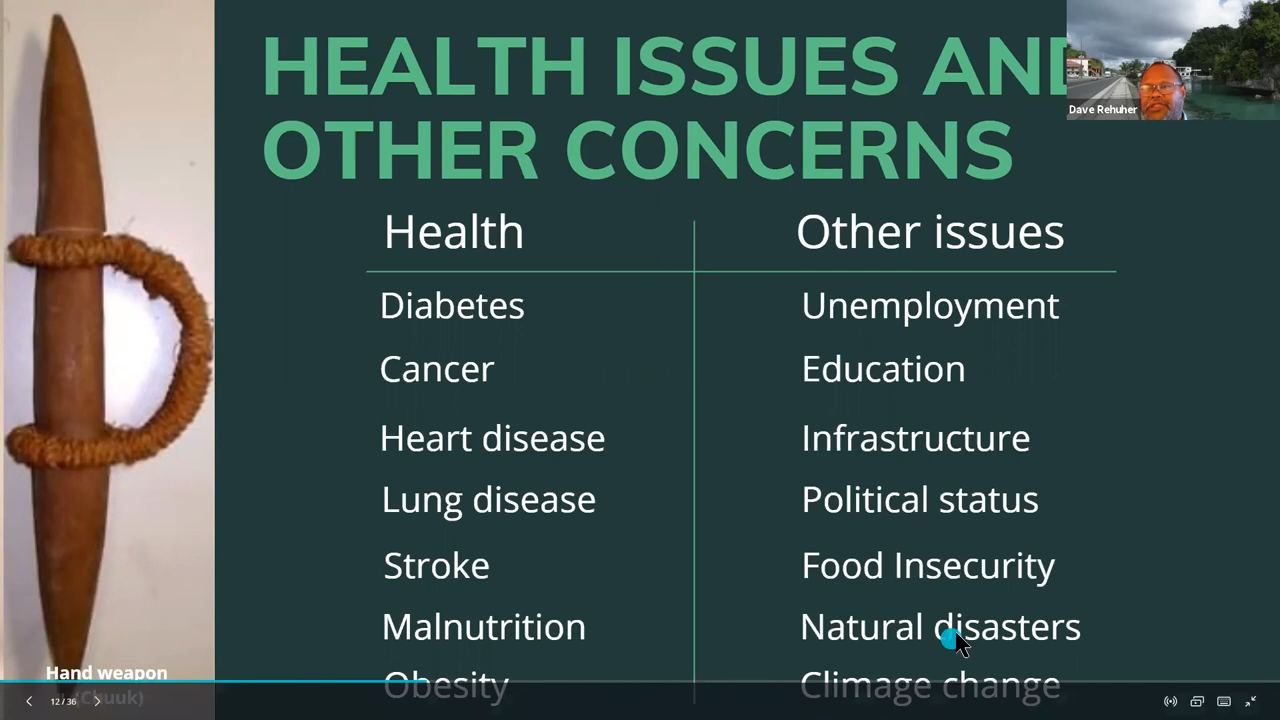 HEALTH ISSUES AND
OTHER CONCERNS
Dave Rehuher
Health
Other issues
Diabetes
Unemployment
Cancer
Education
Heart disease
Infrastructure
Lung disease
Political status
Stroke
Food Insecurity
Malnutrition
Natural disasters
Obesity
Climage change
Hand weapon
(Chuuk)
12 / 36